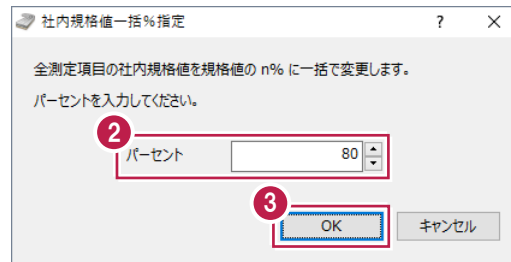 社内規格値一括%指定
?
×
全測定項目の社内規格値を規格値の n% に一括で変更します。
パーセントを入力してください。
2
パーセント 80
3
OK キャンセル